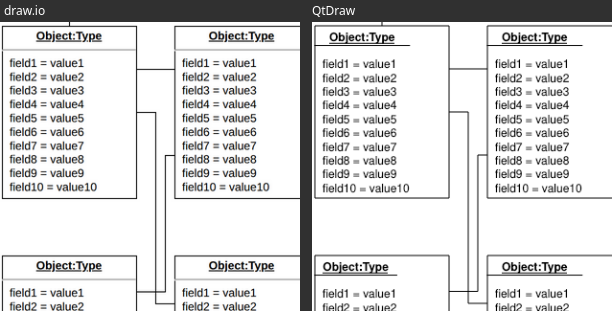 draw.io
Object:Type
field1 = value1
field2 = value2
field3 = value3
field4 = value4
field5 = value5
field6 = value6
field7 = value7
field8 = value8
field9 = value9
field10 = value10
Object:Type
field1 = value1
field2 = value2
field3 = value3
field4 = value4
field5 = value5
field6 = value6
field7 = value7
field8 = value8
field9 = value9
field10 = value10
Object:Type
field1 = value1
field2 = value2
Object:Type
field1 = value1
field2 = value2
QtDraw
Object:Type
field1 = value1
field2 = value2
field3 = value3
field4 = value4
field5 = value5
field6 = value6
field7 = value7
field8 = value8
field9 = value9
field10 = value10
Object:Type
field1 = value1
field2 = value2
field3 = value3
field4 = value4
field5 = value5
field6 = value6
field7 = value7
field8 = value8
field9 = value9
field10 = value10
Object:Type
field1 = value1
field2 = value2
Object:Type
field1 = value1
field2 = value2